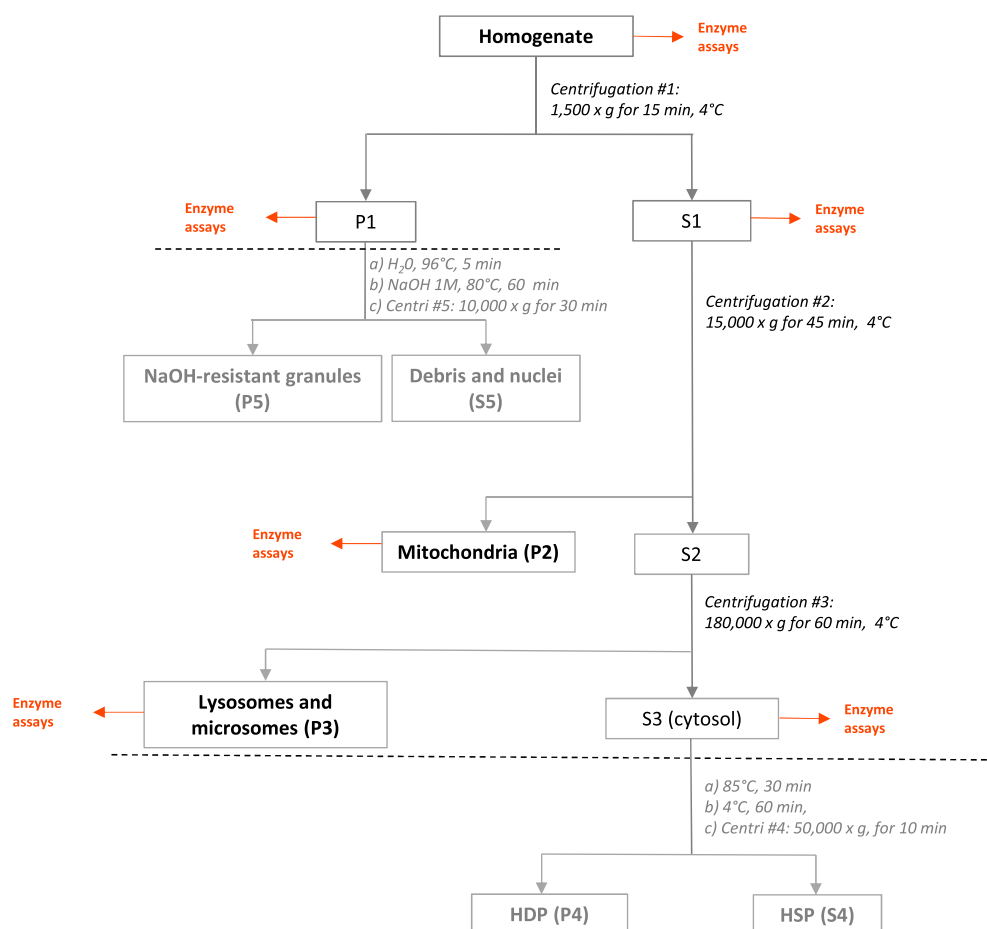 Homogenate
Enzyme
assays
Centrifugation #1:
1,500 x g for 15 min, 4°C
Enzyme
assays
P1
S1
Enzyme
assays
a) H₂0, 96°C, 5 min
b) NaOH 1M, 80°C, 60 min
c) Centri #5: 10,000 x g for 30 min
Centrifugation #2:
15,000 x g for 45 min, 4°C
NaOH-resistant granules
(P5)
Debris and nuclei
(S5)
Enzyme
assays
Mitochondria (P2)
S2
Centrifugation #3:
180,000 x g for 60 min, 4°C
Enzyme
assays
Lysosomes and
microsomes (P3)
S3 (cytosol)
Enzyme
assays
a) 85°C, 30 min
b) 4°C, 60 min,
c) Centri #4: 50,000 x g, for 10 min
HDP (P4)
HSP (S4)